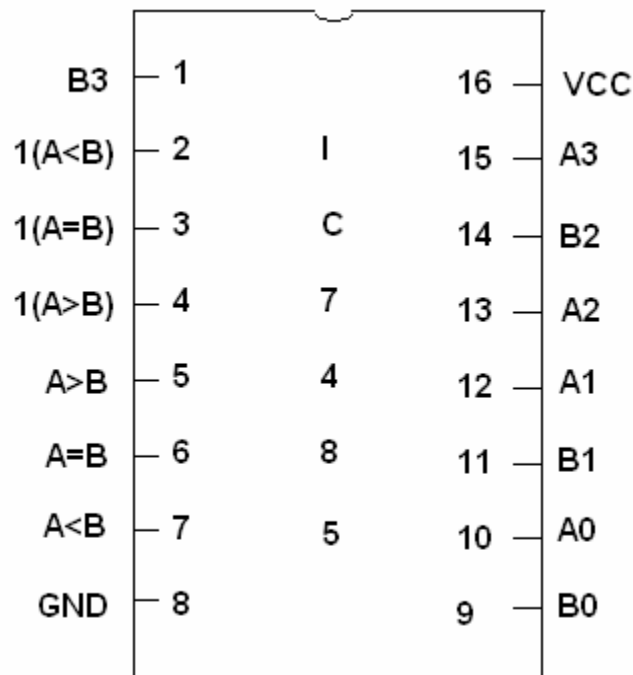 B3 1 16 VCC
1(A<B) 2 I 15 A3
1(A=B) 3 C 14 B2
1(A>B) 4 7 13 A2
A>B 5 4 12 A1
A=B 6 8 11 B1
A<B 7 5 10 A0
GND 8 9 B0